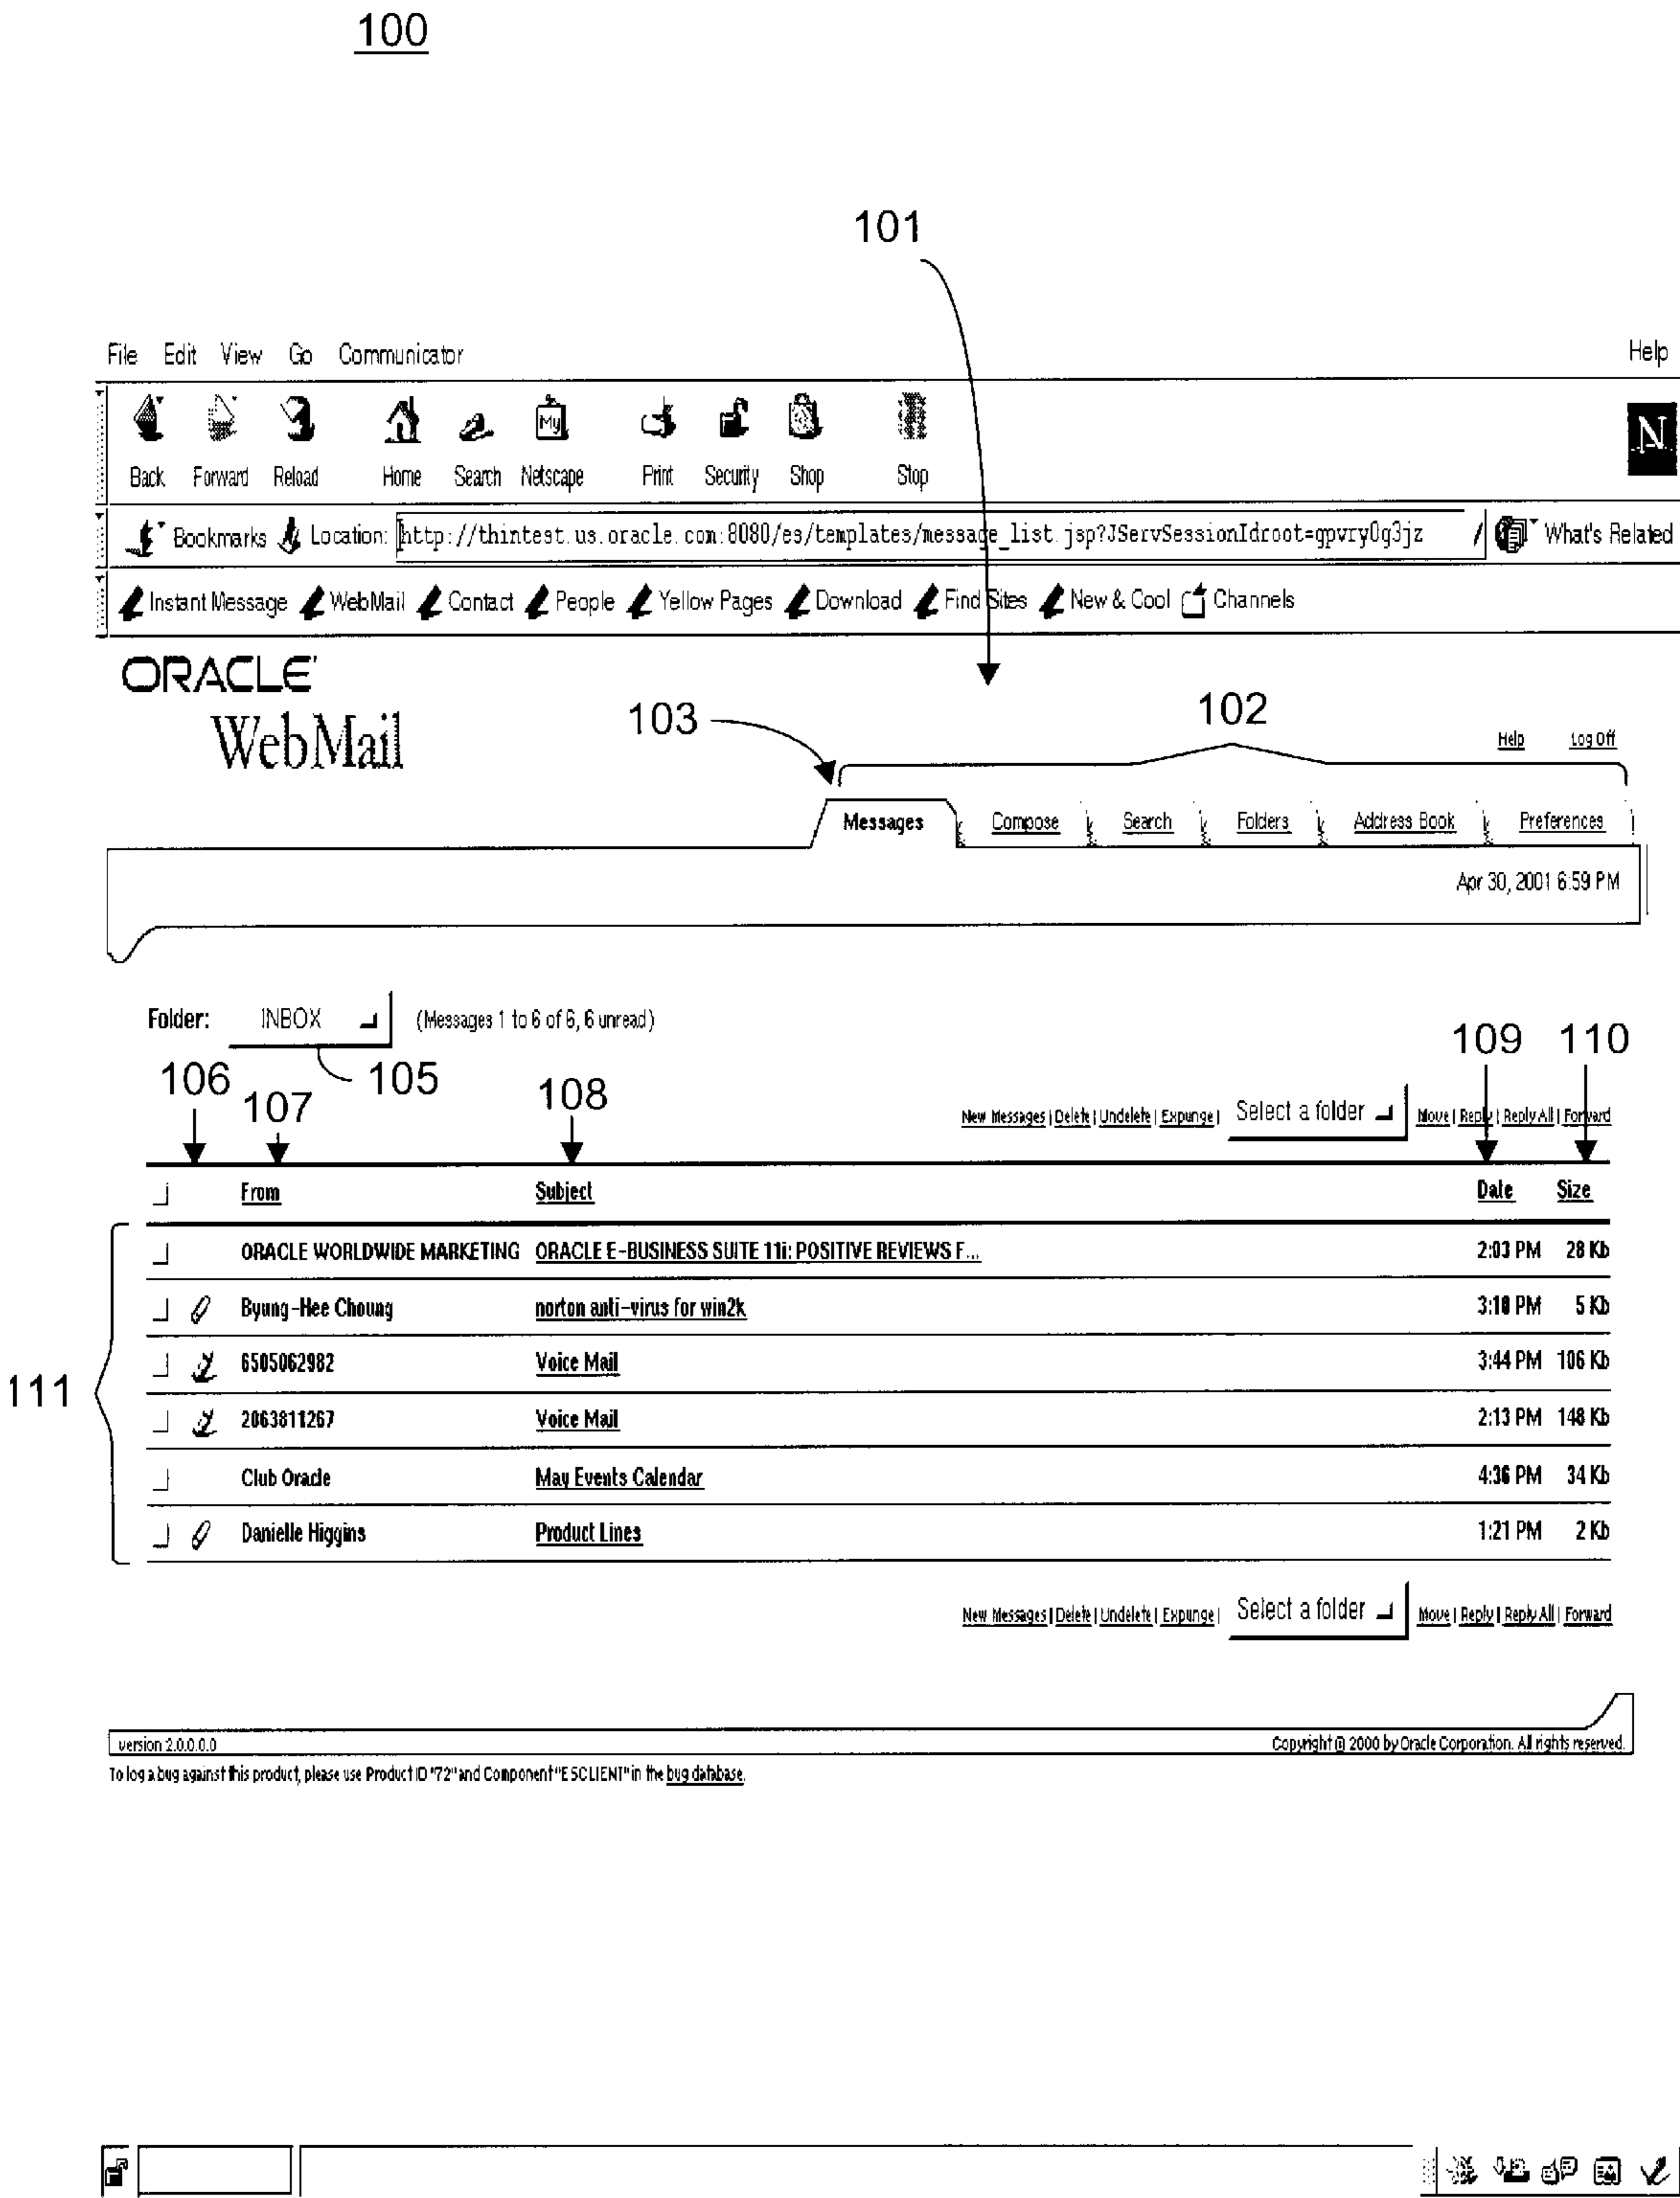 100
101
File Edit View Go Communicator Help
My N
Back Forward Reload Home Search Netscape Print Security Shop Stop
Bookmarks Location: http://thintest.us.oracle.com:8080/es/templates/message_list.jsp?JServSessionIdroot=gpvry0g3jz What's Related
Instant Message WebMail Contact People Yellow Pages Download Find Sites New & Cool Channels
ORACLE
WebMail
103 102
Help Log Off
Messages Compose Search Folders Address Book Preferences
Apr 30, 2001 6:59 PM
Folder: INBOX (Messages 1 to 6 of 6, 6 unread)
109 110
106 107 105 108
New Messages | Delete | Undelete | Expunge | Select a folder Move | Reply | Reply All | Forward
From Subject Date Size
ORACLE WORLDWIDE MARKETING ORACLE E-BUSINESS SUITE 11i: POSITIVE REVIEWS F... 2:03 PM 28 Kb
Byung-Hee Choung norton anti-virus for win2k 3:10 PM 5 Kb
111
6505062982 Voice Mail 3:44 PM 106 Kb
2063811267 Voice Mail 2:13 PM 148 Kb
Club Oracle May Events Calendar 4:36 PM 34 Kb
Danielle Higgins Product Lines 1:21 PM 2 Kb
New Messages | Delete | Undelete | Expunge | Select a folder Move | Reply | Reply All | Forward
version 2.0.0.0.0 Copyright @ 2000 by Oracle Corporation. All rights reserved.
To log a bug against this product, please use Product ID "72" and Component "ESCLIENT" in the bug database.